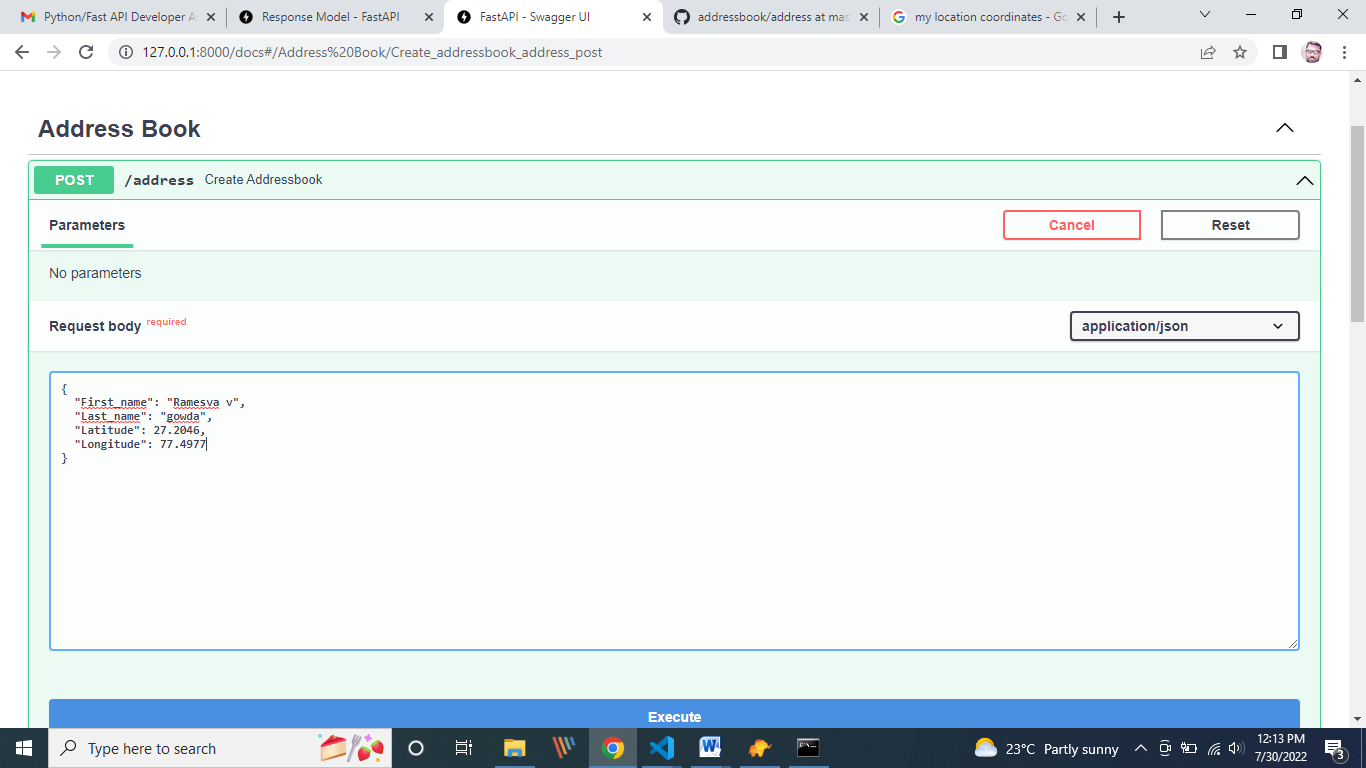 Python/Fast API Developer A
Response Model - FastAPI
FastAPI - Swagger UI
addressbook/address at mas
my location coordinates - Go
127.0.0.1:8000/docs#/Address%20Book/Create_addressbook_address_post
Address Book
POST /address Create Addressbook
Parameters
Cancel
Reset
No parameters
Request body required
application/json
{
"First_name": "Ramesva v",
"Last_name": "gowda",
"Latitude": 27.2046,
"Longitude": 77.4977
}
Execute
Type here to search
23°C Partly sunny
12:13 PM
7/30/2022
3